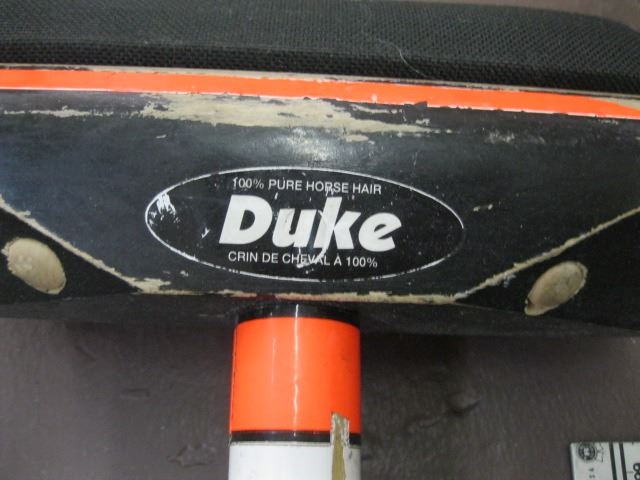 100% PURE HORSE HAIR
Duke
CRIN DE CHEVAL À 100%